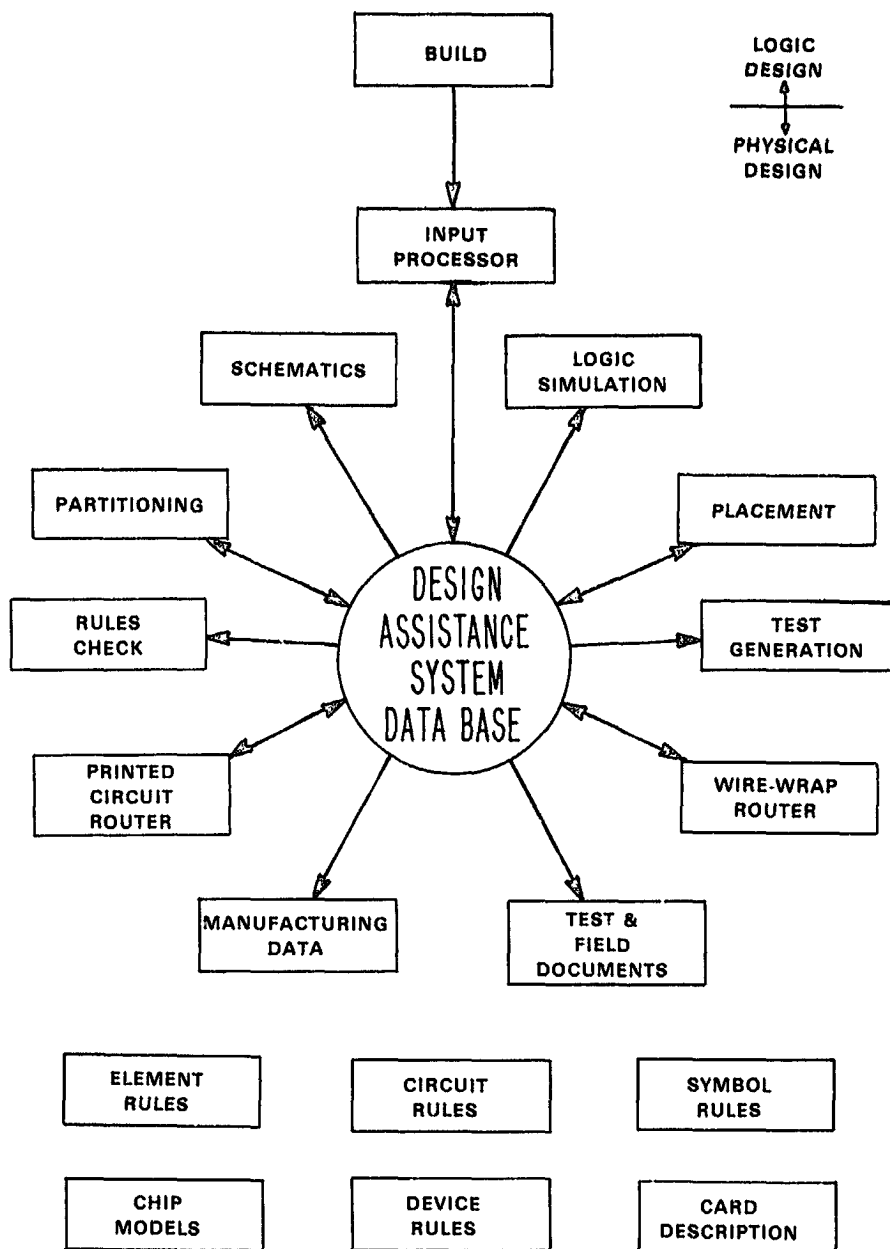 BUILD
LOGIC
DESIGN
PHYSICAL
DESIGN
INPUT
PROCESSOR
SCHEMATICS
LOGIC
SIMULATION
PARTITIONING
PLACEMENT
DESIGN
ASSISTANCE
SYSTEM
DATA BASE
RULES
CHECK
TEST
GENERATION
PRINTED
CIRCUIT
ROUTER
WIRE-WRAP
ROUTER
MANUFACTURING
DATA
TEST &
FIELD
DOCUMENTS
ELEMENT
RULES
CIRCUIT
RULES
SYMBOL
RULES
CHIP
MODELS
DEVICE
RULES
CARD
DESCRIPTION